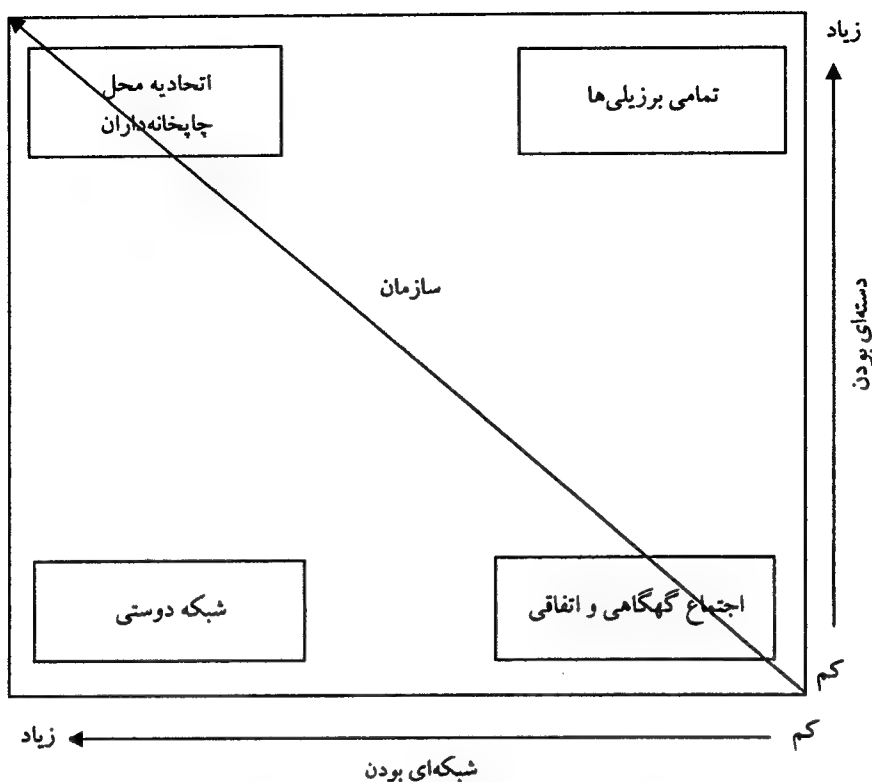 زیاد
تمامی برزیلی‌ها
اتحادیه محل
چاپخانه‌داران
سازمان
دسته‌ای بودن
اجتماع گهگاهی و اتفاقی
شبکه دوستی
کم
کم
زیاد
شبکه‌ای بودن